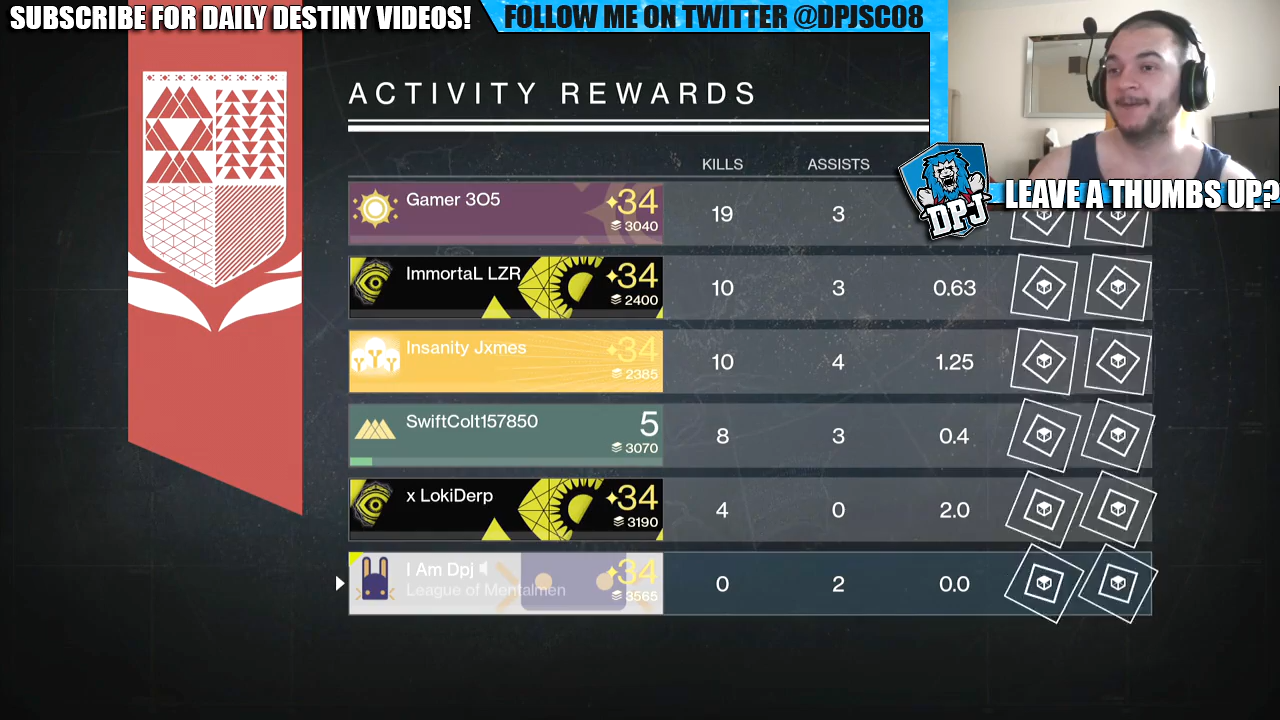 SUBSCRIBE FOR DAILY DESTINY VIDEOS! FOLLOW ME ON TWITTER @DPJSC08
ACTIVITY REWARDS
KILLS ASSISTS
DPJ LEAVE A THUMBS UP?
Gamer 3O5 34 3040 19 3
ImmortaL LZR 34 2400 10 3 0.63
Insanity Jxmes 34 2385 10 4 1.25
SwiftColt157850 5 3070 8 3 0.4
x LokiDerp 34 3190 4 0 2.0
I Am Dpj 34 3565 0 2 0.0
League of Mentalmen